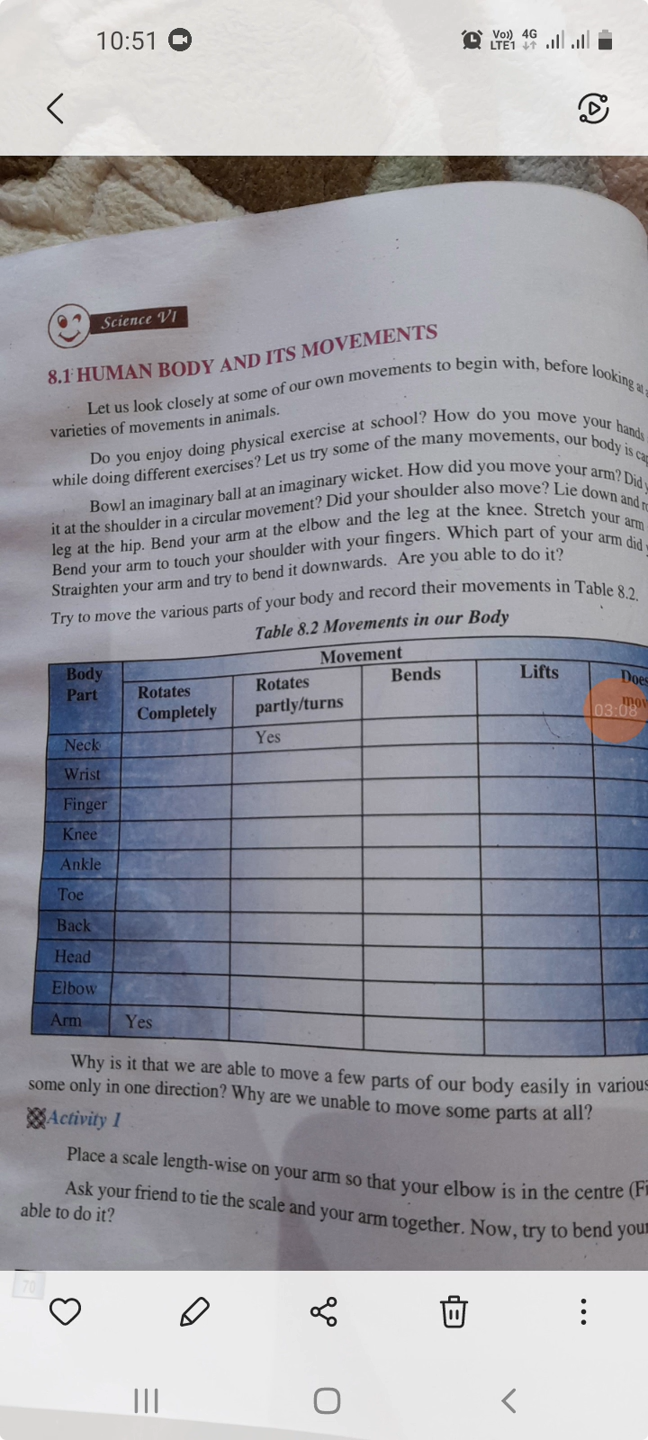 10:51
Vo)) 4G
LTE1
Science VI
8.1 HUMAN BODY AND ITS MOVEMENTS
Let us look closely at some of our own movements to begin with, before looking at
varieties of movements in animals.
Do you enjoy doing physical exercise at school? How do you move your hands
while doing different exercises? Let us try some of the many movements, our body is
Bowl an imaginary ball at an imaginary wicket. How did you move your arm? Did
it at the shoulder in a circular movement? Did your shoulder also move? Lie down and
leg at the hip. Bend your arm at the elbow and the leg at the knee. Stretch your arm
Bend your arm to touch your shoulder with your fingers. Which part of your arm did
Straighten your arm and try to bend it downwards. Are you able to do it?
Try to move the various parts of your body and record their movements in Table 8.2.
Table 8.2 Movements in our Body
Body Part
Movement
Rotates Completely
Rotates partly/turns
Bends
Lifts
Does
mov
03:08
Neck Yes
Wrist
Finger
Knee
Ankle
Toe
Back
Head
Elbow
Arm Yes
Why is it that we are able to move a few parts of our body easily in various
some only in one direction? Why are we unable to move some parts at all?
Activity 1
Place a scale length-wise on your arm so that your elbow is in the centre (Fi
Ask your friend to tie the scale and your arm together. Now, try to bend your
able to do it?
70